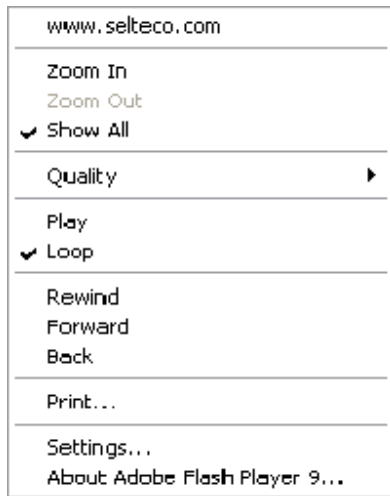 www.selteco.com
Zoom In
Zoom Out
Show All
Quality
Play
Loop
Rewind
Forward
Back
Print...
Settings...
About Adobe Flash Player 9...